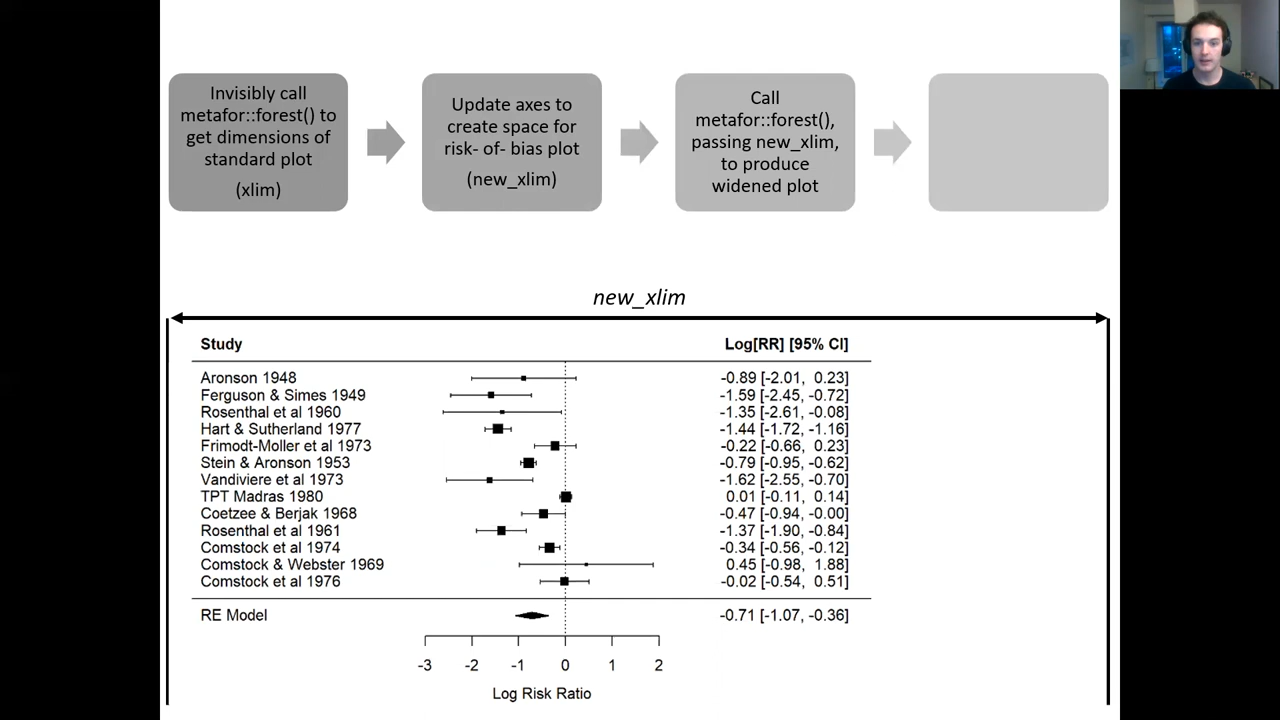 Invisibly call
metafor::forest() to
get dimensions of
standard plot
(xlim)
Update axes to
create space for
risk- of- bias plot
(new_xlim)
Call
metafor::forest(),
passing new_xlim,
to produce
widened plot
new_xlim
Study Log[RR] [95% CI]
Aronson 1948 -0.89 [-2.01, 0.23]
Ferguson & Simes 1949 -1.59 [-2.45, -0.72]
Rosenthal et al 1960 -1.35 [-2.61, -0.08]
Hart & Sutherland 1977 -1.44 [-1.72, -1.16]
Frimodt-Moller et al 1973 -0.22 [-0.66, 0.23]
Stein & Aronson 1953 -0.79 [-0.95, -0.62]
Vandiviere et al 1973 -1.62 [-2.55, -0.70]
TPT Madras 1980 0.01 [-0.11, 0.14]
Coetzee & Berjak 1968 -0.47 [-0.94, -0.00]
Rosenthal et al 1961 -1.37 [-1.90, -0.84]
Comstock et al 1974 -0.34 [-0.56, -0.12]
Comstock & Webster 1969 0.45 [-0.98, 1.88]
Comstock et al 1976 -0.02 [-0.54, 0.51]
RE Model -0.71 [-1.07, -0.36]
-3 -2 -1 0 1 2
Log Risk Ratio